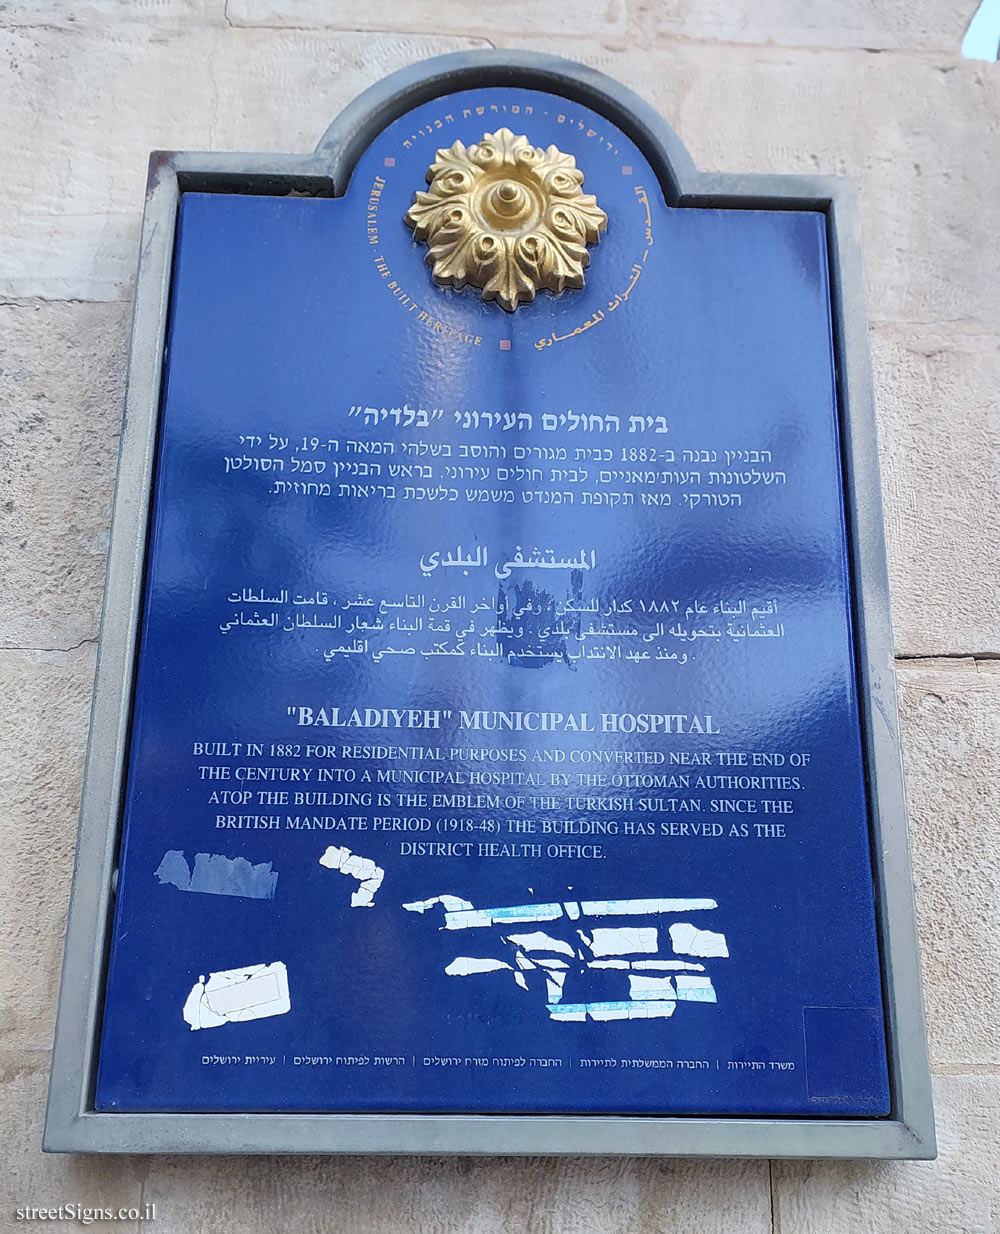 ירושלים - המורשת הבנויה
القدس - التراث المعماري
JERUSALEM - THE BUILT HERITAGE
בית החולים העירוני "בלדיה"
הבניין נבנה ב-1882 כבית מגורים והוסב בשלהי המאה ה-19, על ידי
השלטונות העות'מאניים, לבית חולים עירוני. בראש הבניין סמל הסולטן
הטורקי. מאז תקופת המנדט משמש כלשכת בריאות מחוזית.
المستشفى البلدي
أقيم البناء عام ١٨٨٢ كدار للسكن ، وفي أواخر القرن التاسع عشر ، قامت السلطات
العثمانية بتحويله الى مستشفى بلدي . ويظهر في قمة البناء شعار السلطان العثماني
. ومنذ عهد الانتداب يستخدم البناء كمكتب صحي اقليمي .
"BALADIYEH" MUNICIPAL HOSPITAL
BUILT IN 1882 FOR RESIDENTIAL PURPOSES AND CONVERTED NEAR THE END OF
THE CENTURY INTO A MUNICIPAL HOSPITAL BY THE OTTOMAN AUTHORITIES.
ATOP THE BUILDING IS THE EMBLEM OF THE TURKISH SULTAN. SINCE THE
BRITISH MANDATE PERIOD (1918-48) THE BUILDING HAS SERVED AS THE
DISTRICT HEALTH OFFICE.
משרד התיירות | החברה הממשלתית לתיירות | החברה לפיתוח מזרח ירושלים | הרשות לפיתוח ירושלים | עיריית ירושלים
streetSigns.co.il